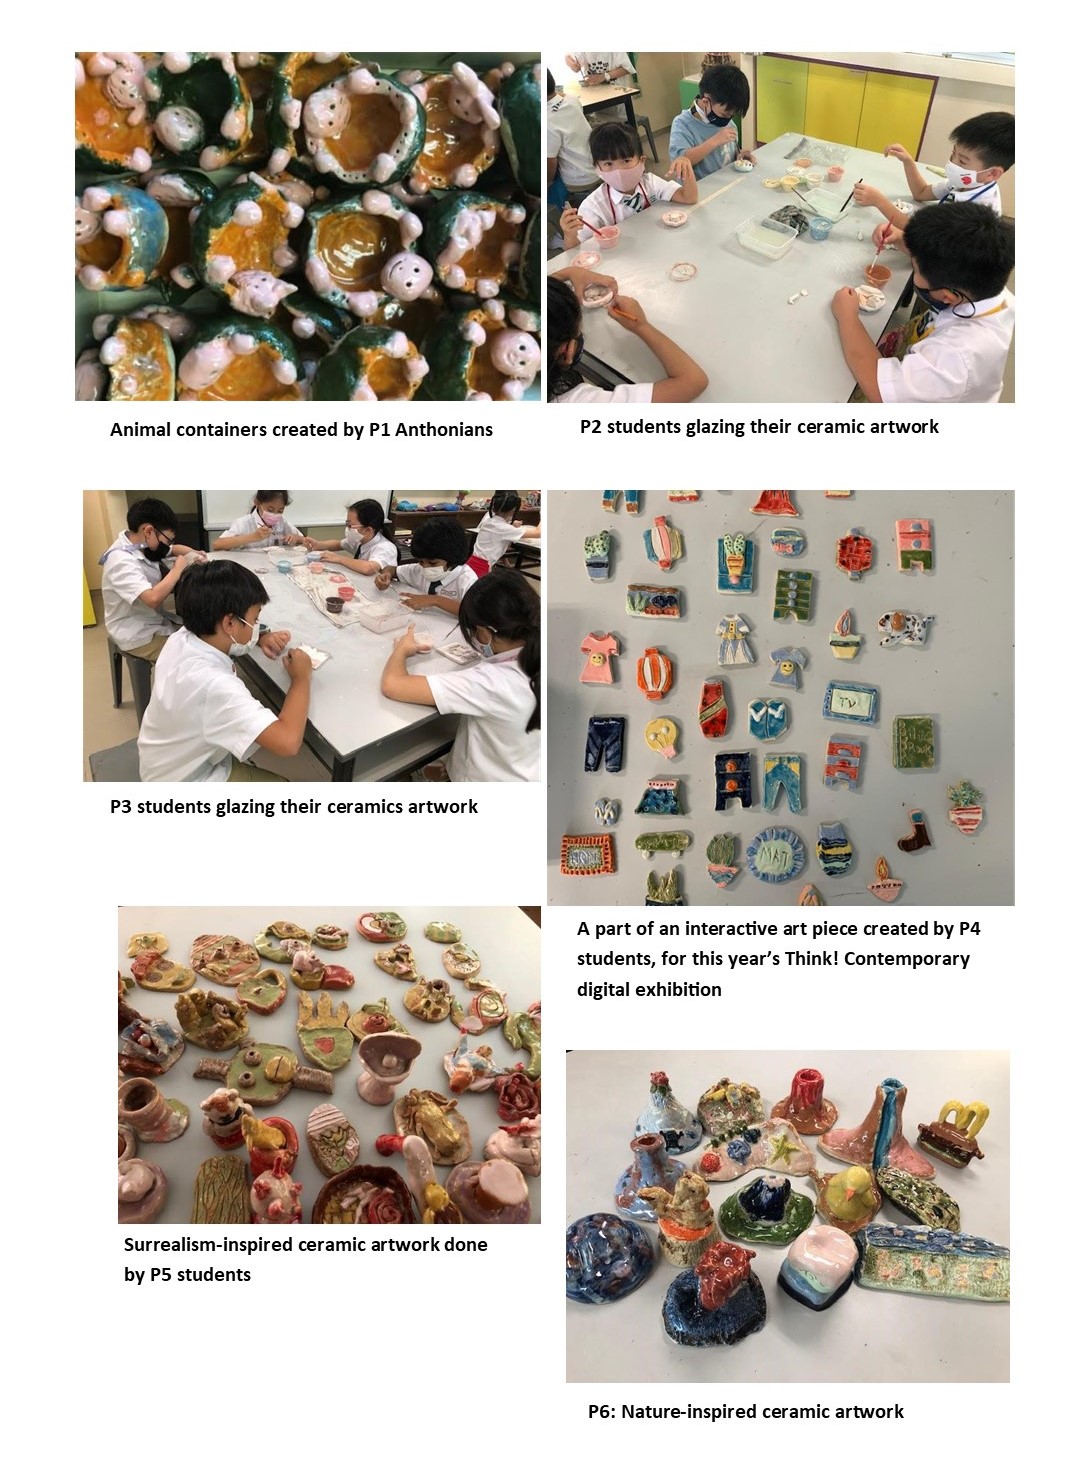 Animal containers created by P1 Anthonians
P2 students glazing their ceramic artwork
P3 students glazing their ceramics artwork
TV
Book
MAT
A part of an interactive art piece created by P4
students, for this year's Think! Contemporary
digital exhibition
Surrealism-inspired ceramic artwork done
by P5 students
P6: Nature-inspired ceramic artwork